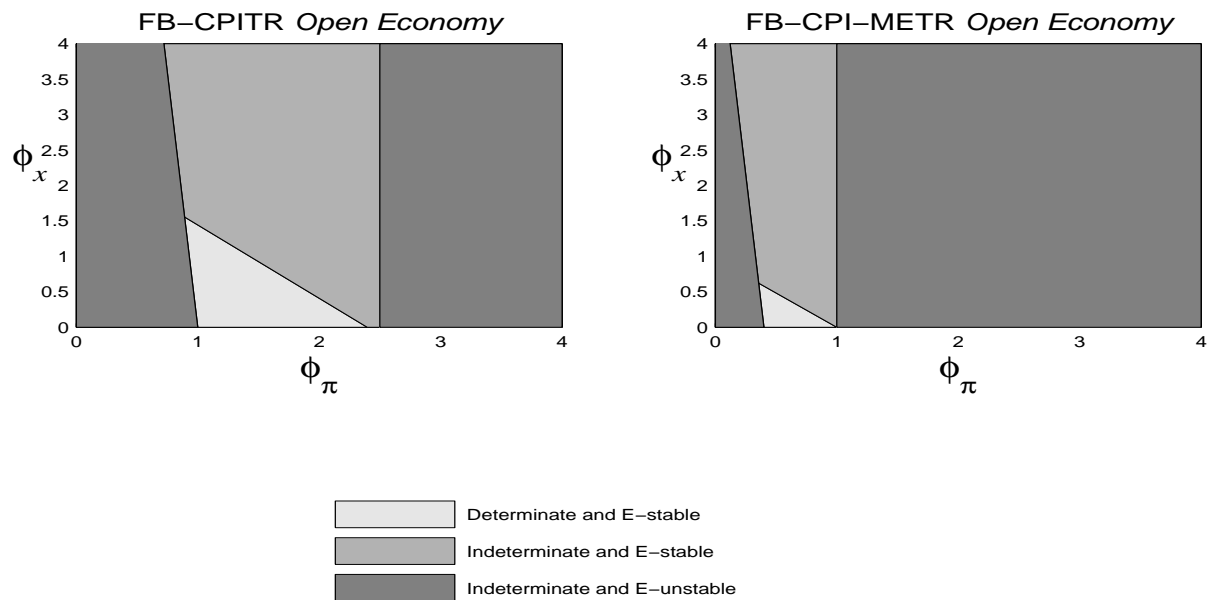 FB−CPITR Open Economy
4
3.5
3
2.5
2
1.5
1
0.5
0
ϕx
0 1 2 3 4
ϕπ
FB−CPI−METR Open Economy
4
3.5
3
2.5
2
1.5
1
0.5
0
ϕx
0 1 2 3 4
ϕπ
Determinate and E−stable
Indeterminate and E−stable
Indeterminate and E−unstable